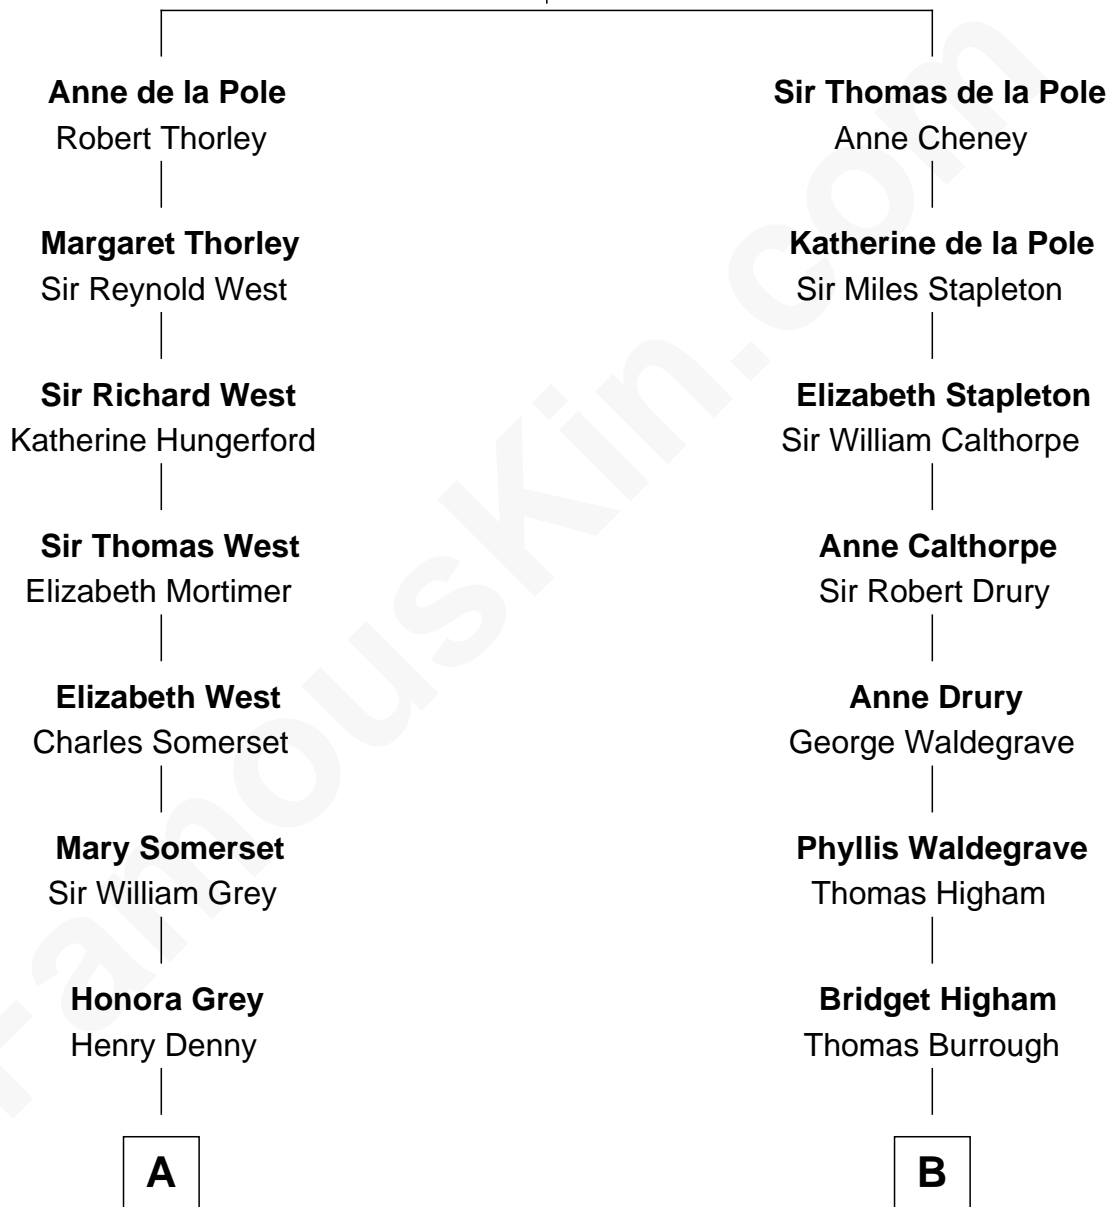 Anne de la Pole
Robert Thorley
Margaret Thorley
Sir Reynold West
Sir Richard West
Katherine Hungerford
Sir Thomas West
Elizabeth Mortimer
Elizabeth West
Charles Somerset
Mary Somerset
Sir William Grey
Honora Grey
Henry Denny
A
Sir Thomas de la Pole
Anne Cheney
Katherine de la Pole
Sir Miles Stapleton
Elizabeth Stapleton
Sir William Calthorpe
Anne Calthorpe
Sir Robert Drury
Anne Drury
George Waldegrave
Phyllis Waldegrave
Thomas Higham
Bridget Higham
Thomas Burrough
B
FamousKin.com